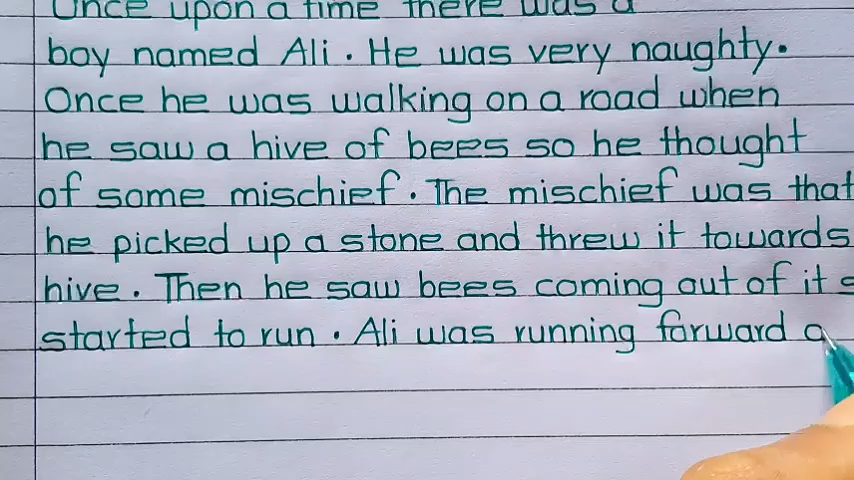 Once upon a time there was a
boy named Ali. He was very naughty.
Once he was walking on a road when
he saw a hive of bees so he thought
of some mischief. The mischief was that
he picked up a stone and threw it towards
hive. Then he saw bees coming out of it
started to run. Ali was running forward